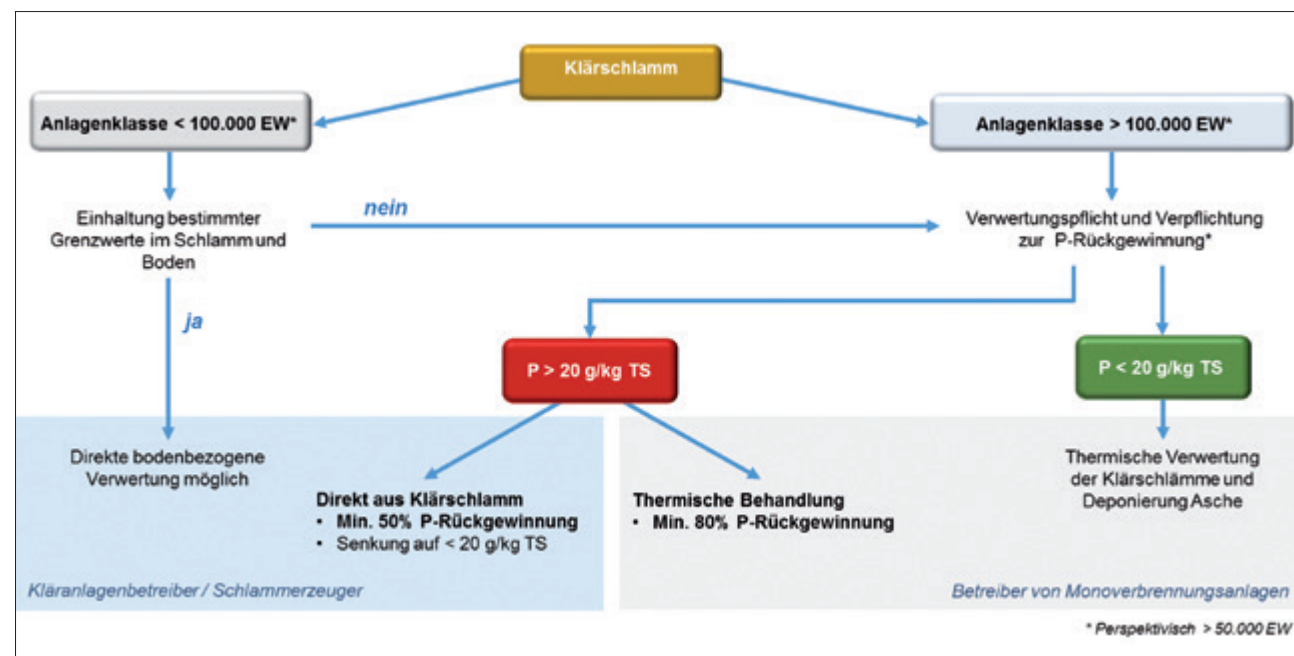 Klärschlamm
Anlagenklasse < 100.000 EW*
Anlagenklasse > 100.000 EW*
Einhaltung bestimmter
Grenzwerte im Schlamm und
Boden
nein
Verwertungspflicht und Verpflichtung
zur P-Rückgewinnung*
ja
P > 20 g/kg TS
P < 20 g/kg TS
Direkte bodenbezogene
Verwertung möglich
Direkt aus Klärschlamm
• Min. 50% P-Rückgewinnung
• Senkung auf < 20 g/kg TS
Thermische Behandlung
• Min. 80% P-Rückgewinnung
Thermische Verwertung
der Klärschlämme und
Deponierung Asche
Kläranlagenbetreiber / Schlammerzeuger
Betreiber von Monoverbrennungsanlagen
* Perspektivisch > 50.000 EW